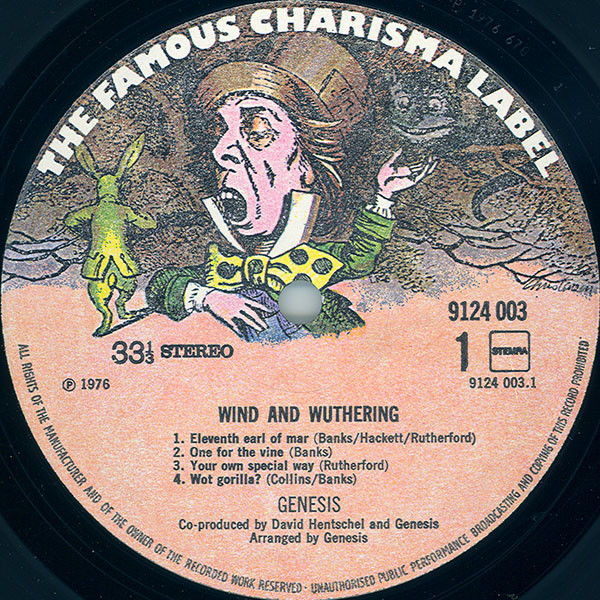 THE FAMOUS CHARISMA LABEL
9124 003
33⅓ STEREO
1
STEMRA
℗ 1976
9124 003.1
WIND AND WUTHERING
1. Eleventh earl of mar (Banks/Hackett/Rutherford)
2. One for the vine (Banks)
3. Your own special way (Rutherford)
4. Wot gorilla? (Collins/Banks)
GENESIS
Co-produced by David Hentschel and Genesis
Arranged by Genesis
ALL RIGHTS OF THE MANUFACTURER AND OF THE OWNER OF THE RECORDED WORK RESERVED - UNAUTHORISED PUBLIC PERFORMANCE BROADCASTING AND COPYING OF THIS RECORD PROHIBITED